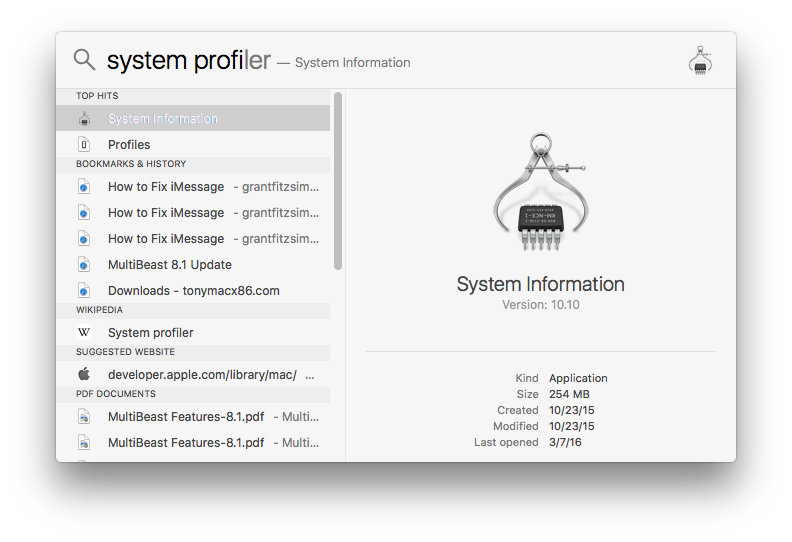 system profiler — System Information
TOP HITS
System Information
Profiles
BOOKMARKS & HISTORY
How to Fix iMessage - grantfitzsim...
How to Fix iMessage - grantfitzsim...
How to Fix iMessage - grantfitzsim...
MultiBeast 8.1 Update
Downloads - tonymacx86.com
WIKIPEDIA
W System profiler
SUGGESTED WEBSITE
developer.apple.com/library/mac/ ...
PDF DOCUMENTS
MultiBeast Features-8.1.pdf - Multi...
MultiBeast Features-8.1.pdf - Multi...
RM-NCE-1
System Information
Version: 10.10
Kind Application
Size 254 MB
Created 10/23/15
Modified 10/23/15
Last opened 3/7/16